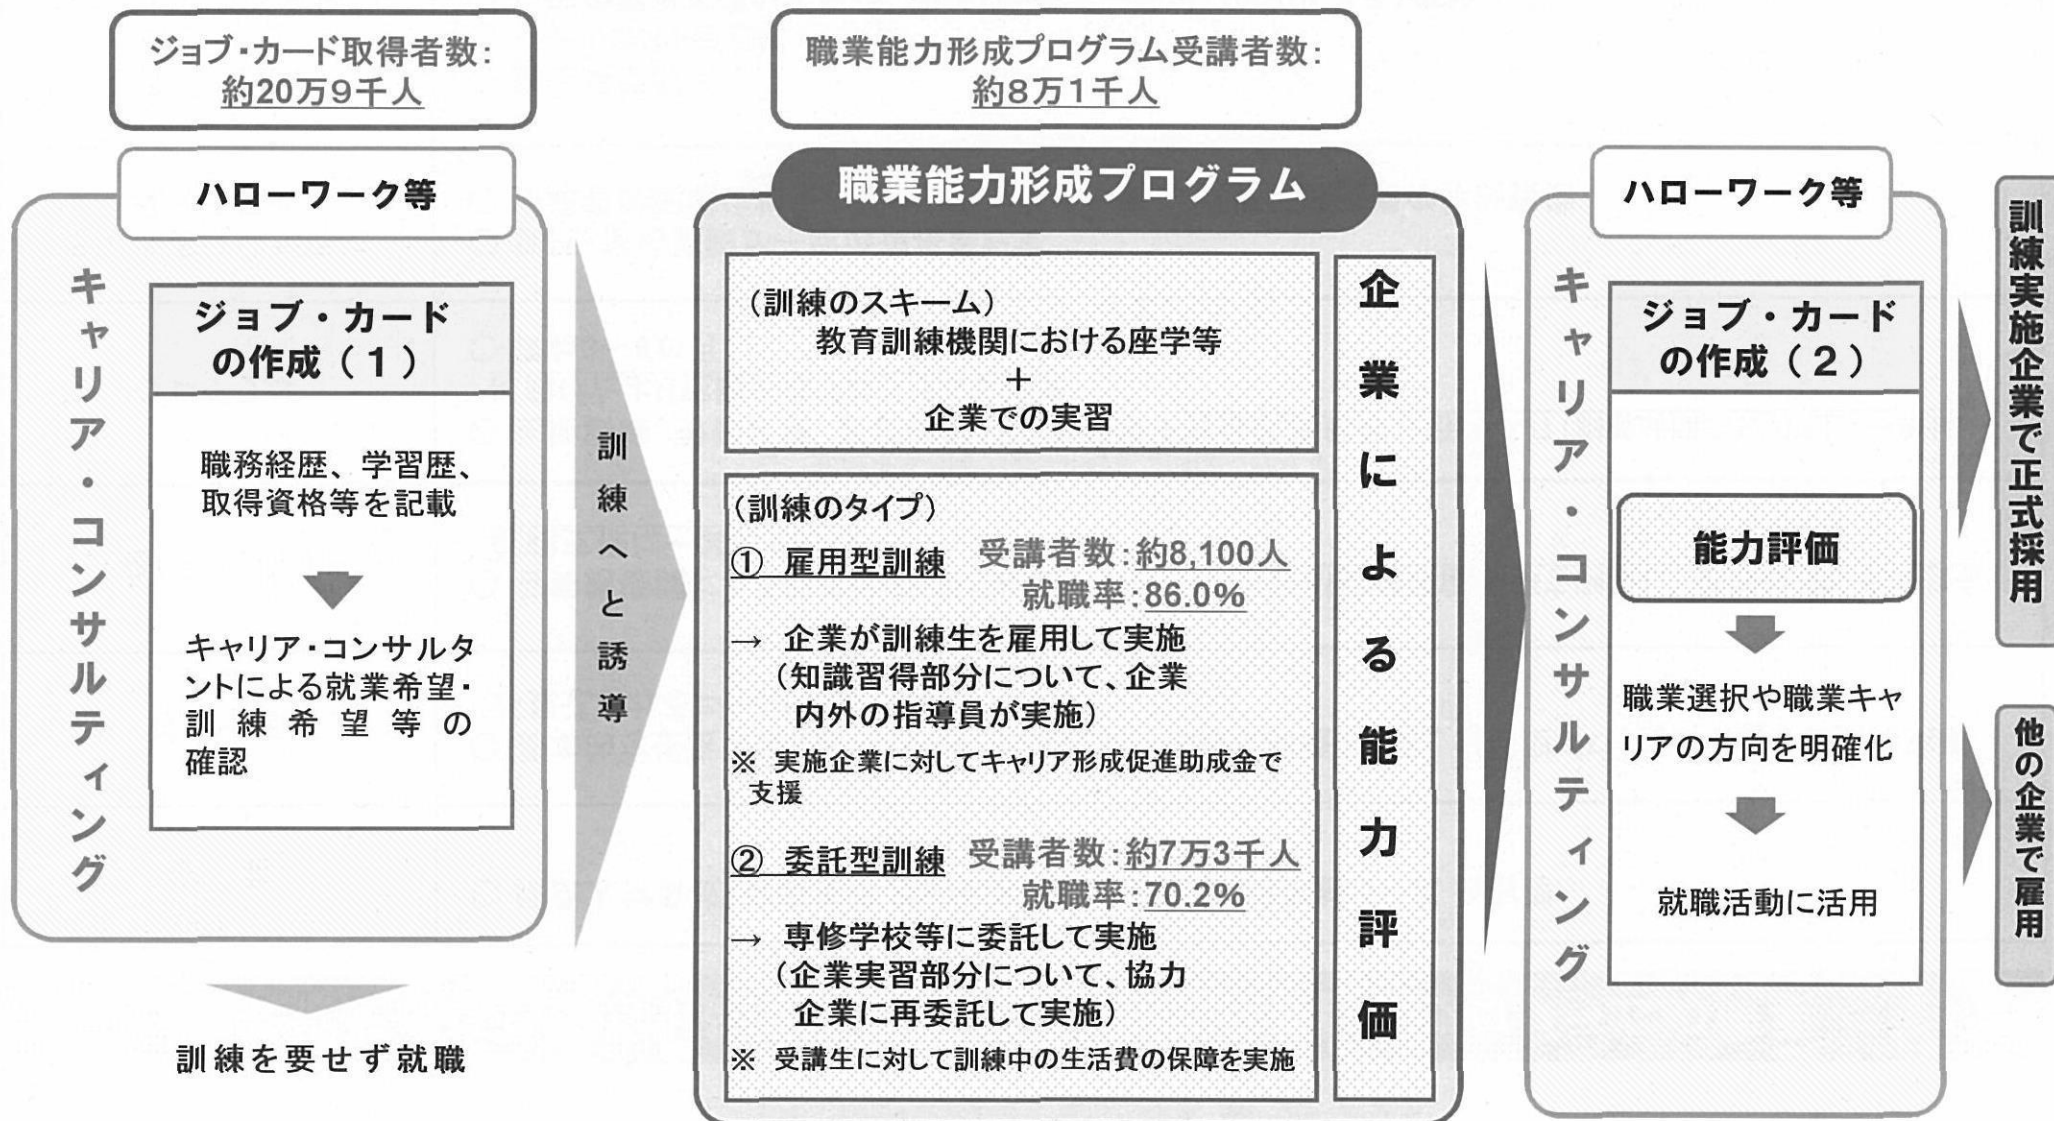 ジョブ・カード取得者数：
約20万9千人
職業能力形成プログラム受講者数：
約8万1千人
ハローワーク等
キャリア・コンサルティング
ジョブ・カード
の作成（１）
職務経歴、学習歴、
取得資格等を記載
キャリア・コンサルタ
ントによる就業希望・
訓練希望等の
確認
訓練を要せず就職
訓練へと誘導
職業能力形成プログラム
（訓練のスキーム）
教育訓練機関における座学等
＋
企業での実習
（訓練のタイプ）
① 雇用型訓練 受講者数：約8,100人
就職率：86.0%
→ 企業が訓練生を雇用して実施
（知識習得部分について、企業
内外の指導員が実施）
※ 実施企業に対してキャリア形成促進助成金で
支援
② 委託型訓練 受講者数：約7万3千人
就職率：70.2%
→ 専修学校等に委託して実施
（企業実習部分について、協力
企業に再委託して実施）
※ 受講生に対して訓練中の生活費の保障を実施
企業による能力評価
ハローワーク等
キャリア・コンサルティング
ジョブ・カード
の作成（２）
能力評価
職業選択や職業キャ
リアの方向を明確化
就職活動に活用
訓練実施企業で正式採用
他の企業で雇用